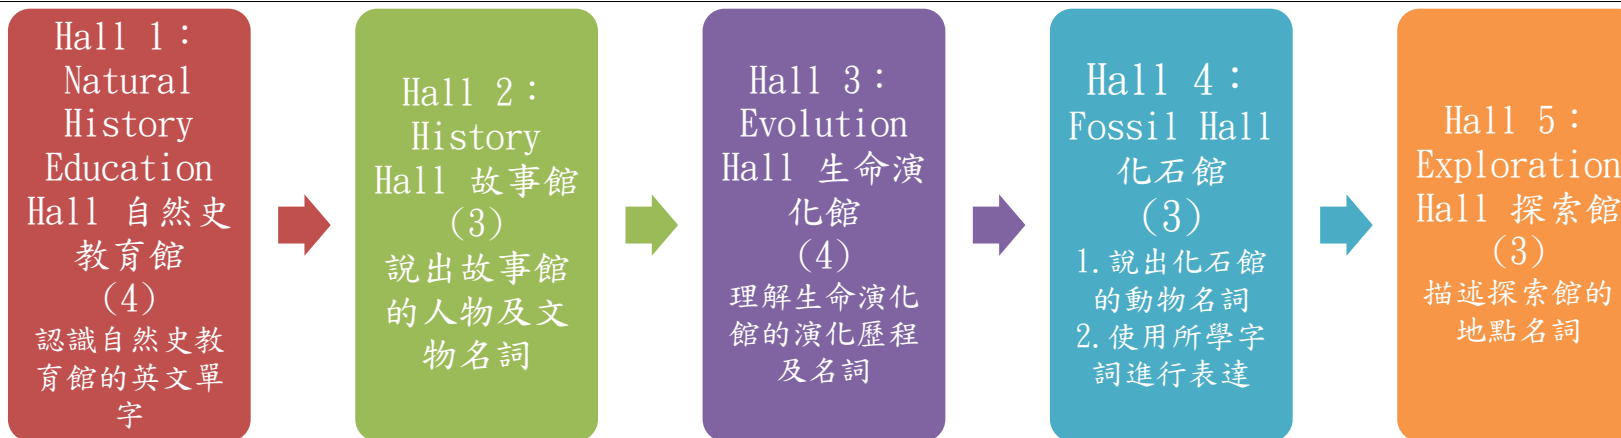 Hall 1：
Natural
History
Education
Hall 自然史
教育館
(4)
認識自然史教
育館的英文單
字
Hall 2：
History
Hall 故事館
(3)
說出故事館
的人物及文
物名詞
Hall 3：
Evolution
Hall 生命演
化館
(4)
理解生命演化
館的演化歷程
及名詞
Hall 4：
Fossil Hall
化石館
(3)
1.說出化石館
的動物名詞
2.使用所學字
詞進行表達
Hall 5：
Exploration
Hall 探索館
(3)
描述探索館的
地點名詞